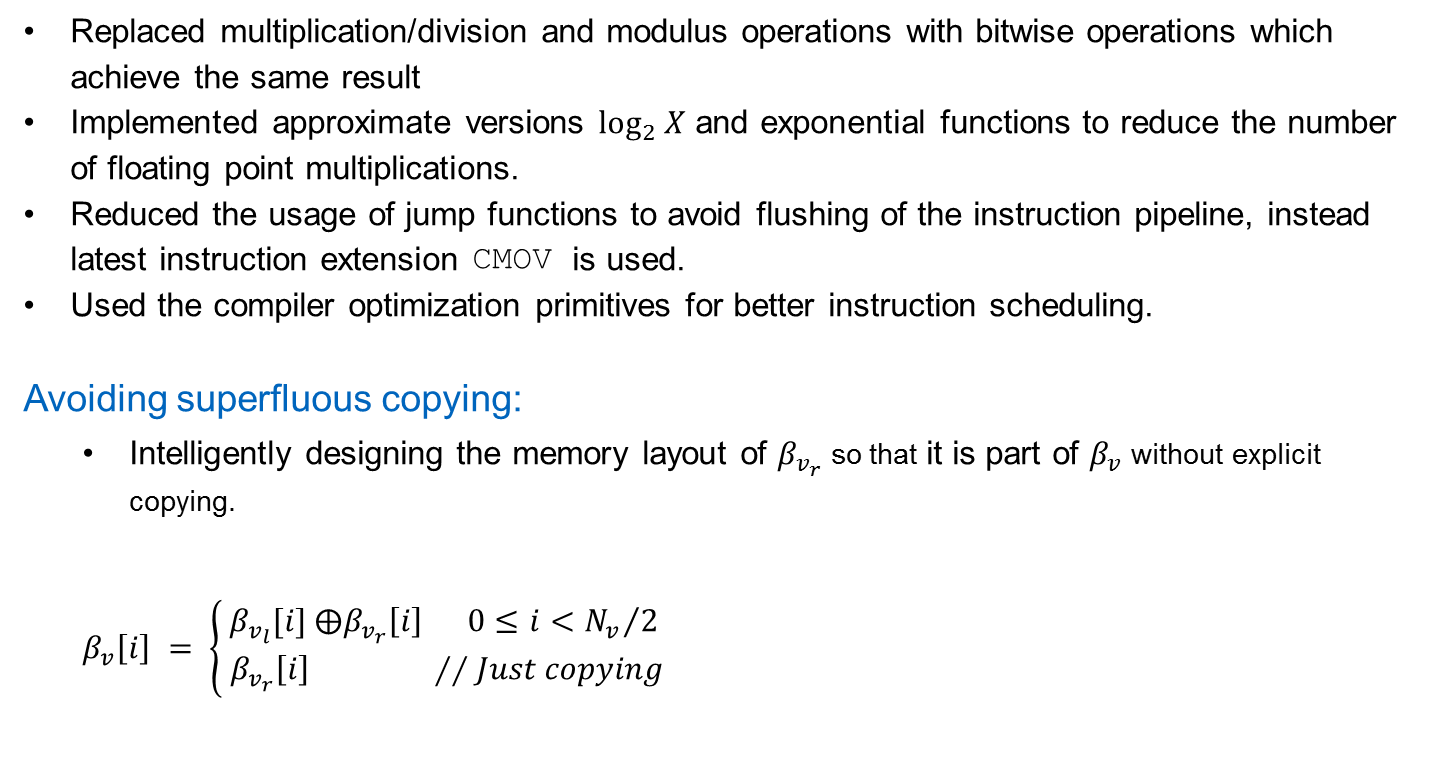 • Replaced multiplication/division and modulus operations with bitwise operations which
achieve the same result
• Implemented approximate versions log₂ X and exponential functions to reduce the number
of floating point multiplications.
• Reduced the usage of jump functions to avoid flushing of the instruction pipeline, instead
latest instruction extension CMOV is used.
• Used the compiler optimization primitives for better instruction scheduling.
Avoiding superfluous copying:
• Intelligently designing the memory layout of β_{v_r} so that it is part of β_v without explicit
copying.
β_v[i] = { β_{v_l}[i] ⊕ β_{v_r}[i] 0 ≤ i < N_v/2
β_{v_r}[i] // Just copying